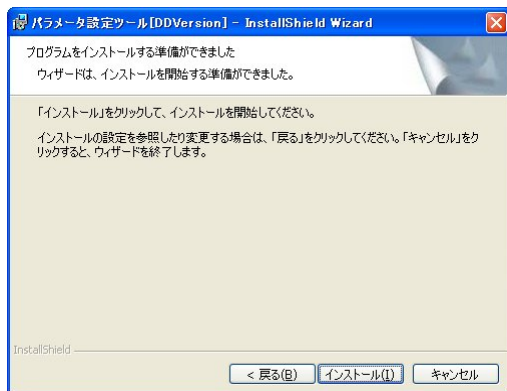 パラメータ設定ツール[DDVersion] - InstallShield Wizard
プログラムをインストールする準備ができました
ウィザードは、インストールを開始する準備ができました。
「インストール」をクリックして、インストールを開始してください。
インストールの設定を参照したり変更する場合は、「戻る」をクリックしてください。「キャンセル」をク
リックすると、ウィザードを終了します。
InstallShield
< 戻る(B) インストール(I) キャンセル